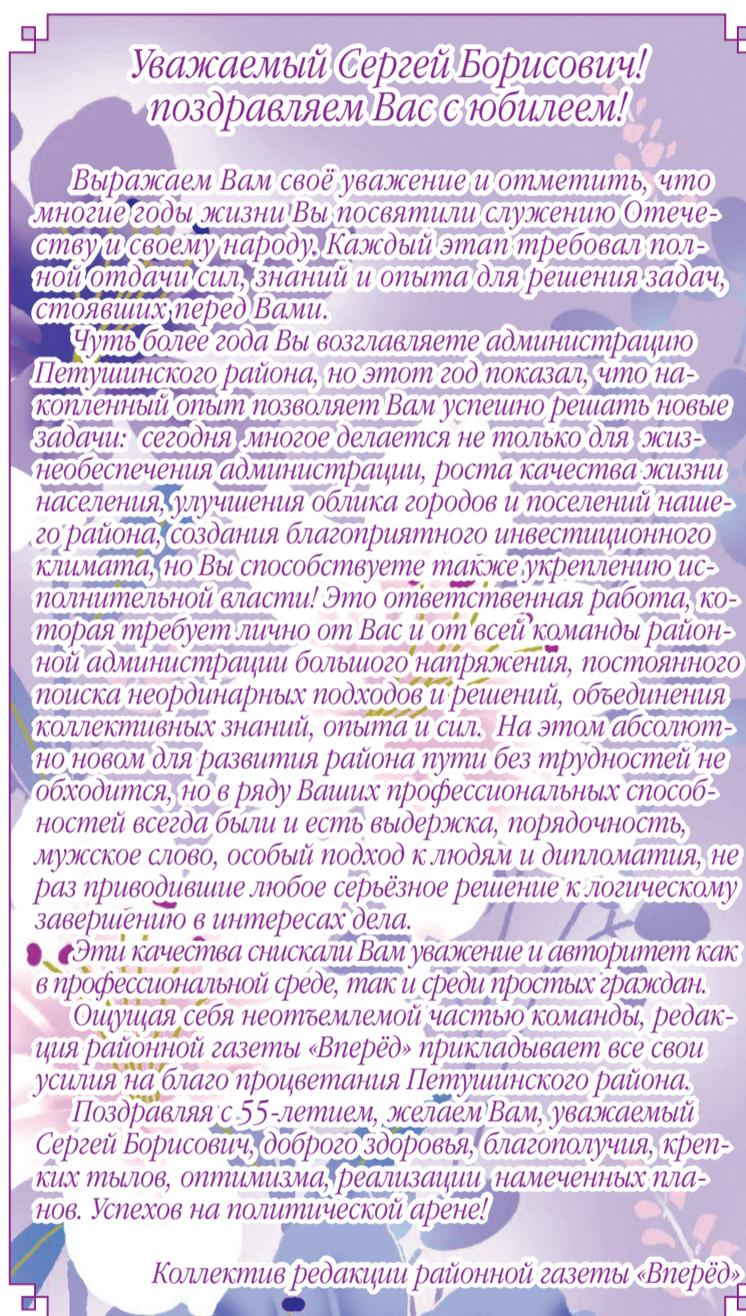 Уважаемый Сергей Борисович!
поздравляем Вас с юбилеем!
Выражаем Вам своё уважение и отметить, что
многие годы жизни Вы посвятили служению Отече-
ству и своему народу. Каждый этап требовал пол-
ной отдачи сил, знаний и опыта для решения задач,
стоявших перед Вами.
Чуть более года Вы возглавляете администрацию
Петушинского района, но этот год показал, что на-
копленный опыт позволяет Вам успешно решать новые
задачи: сегодня многое делается не только для жиз-
необеспечения администрации, роста качества жизни
населения, улучшения облика городов и поселений наше-
го района, создания благоприятного инвестиционного
климата, но Вы способствуете также укреплению ис-
полнительной власти! Это ответственная работа, ко-
торая требует лично от Вас и от всей команды район-
ной администрации большого напряжения, постоянного
поиска неординарных подходов и решений, объединения
коллективных знаний, опыта и сил. На этом абсолют-
но новом для развития района пути без трудностей не
обходится, но в ряду Ваших профессиональных способ-
ностей всегда были и есть выдержка, порядочность,
мужское слово, особый подход к людям и дипломатия, не
раз приводившие любое серьёзное решение к логическому
завершению в интересах дела.
Эти качества снискали Вам уважение и авторитет как
в профессиональной среде, так и среди простых граждан.
Ощущая себя неотъемлемой частью команды, редак-
ция районной газеты «Вперёд» прикладывает все свои
усилия на благо процветания Петушинского района.
Поздравляя с 55-летием, желаем Вам, уважаемый
Сергей Борисович, доброго здоровья, благополучия, креп-
ких тылов, оптимизма, реализации намеченных пла-
нов. Успехов на политической арене!
Коллектив редакции районной газеты «Вперёд»